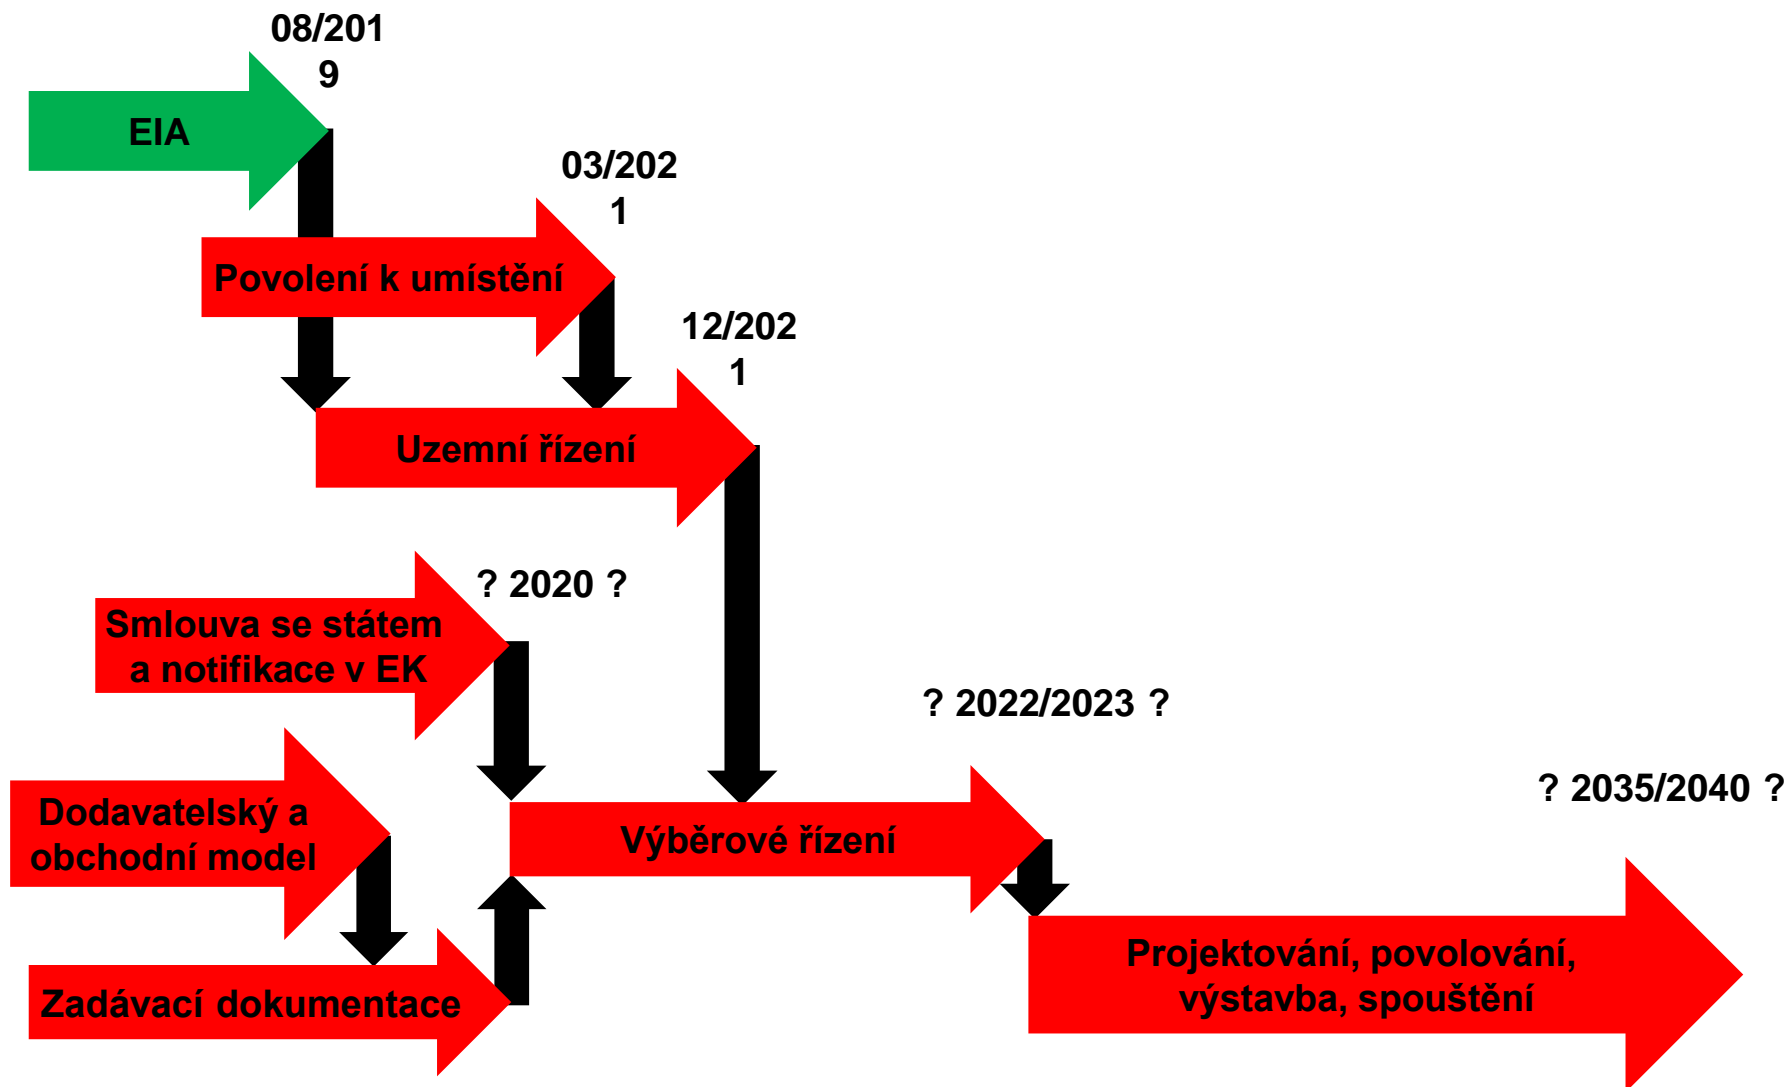 08/201
9
EIA
03/202
1
Povolení k umístění
12/202
1
Uzemní řízení
? 2020 ?
Smlouva se státem
a notifikace v EK
? 2022/2023 ?
? 2035/2040 ?
Dodavatelský a
obchodní model
Výběrové řízení
Projektování, povolování,
výstavba, spouštění
Zadávací dokumentace